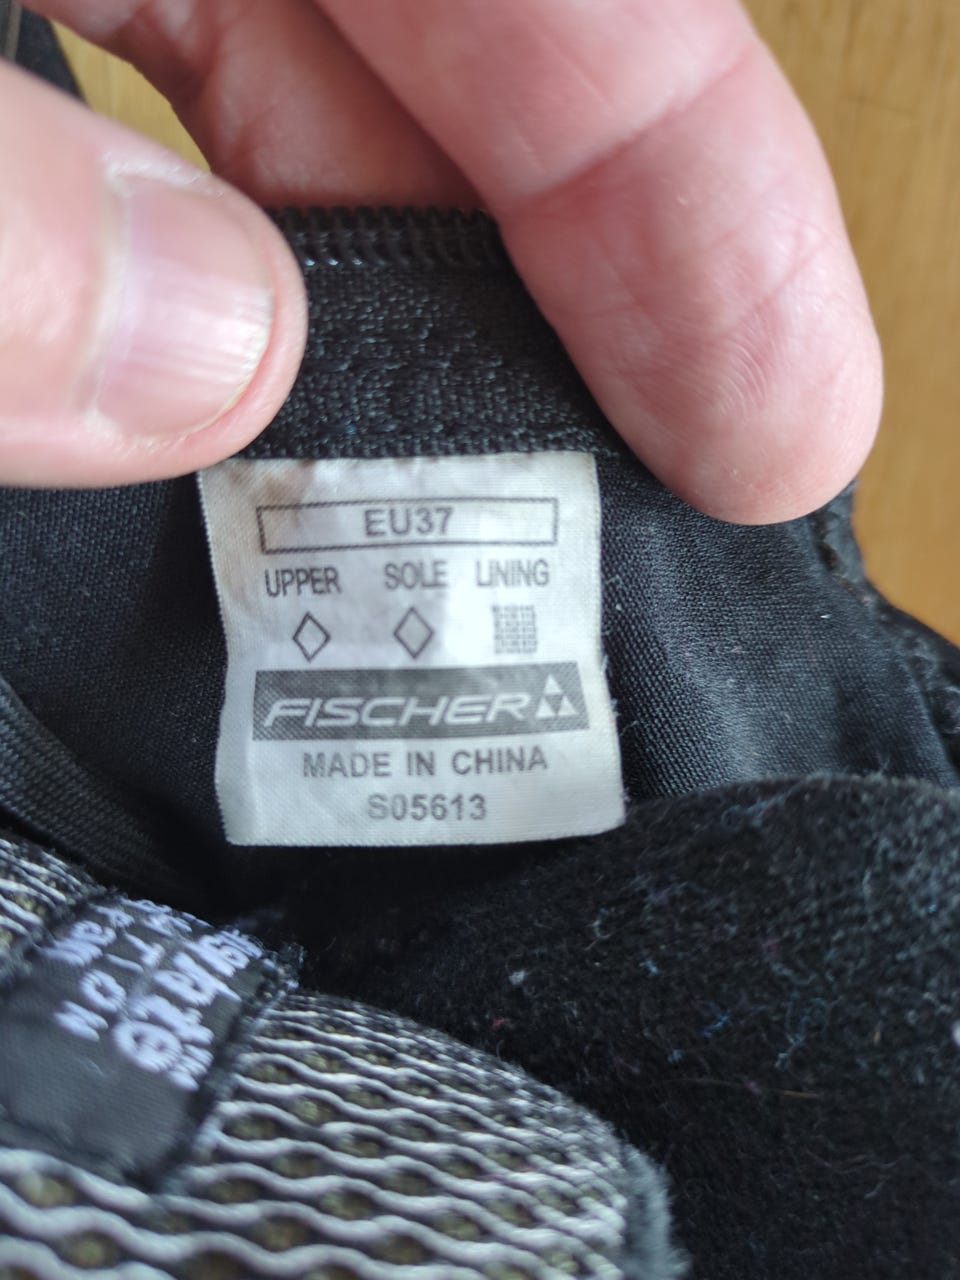 EU37
UPPER SOLE LINING
FISCHER
MADE IN CHINA
S05613